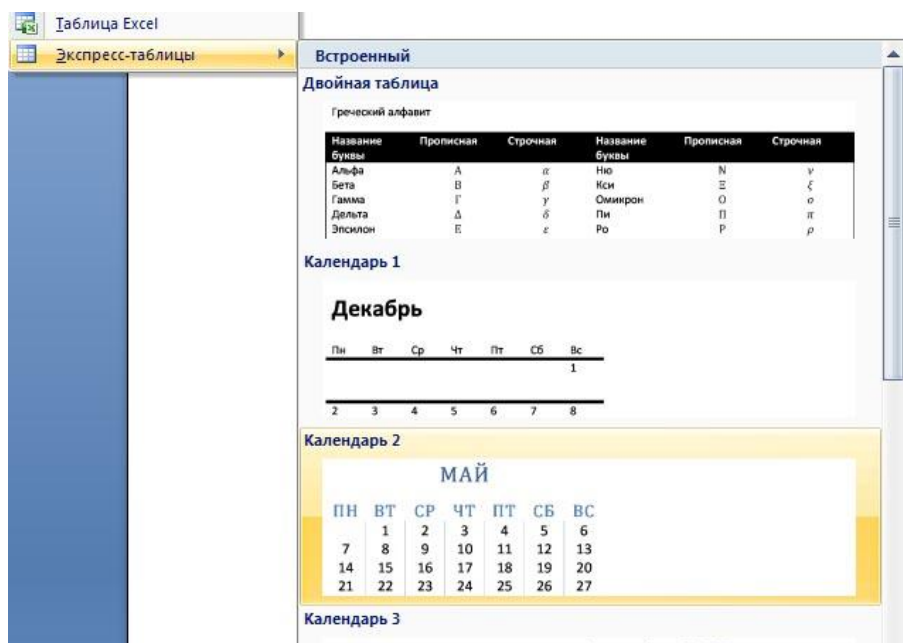 Таблица Excel
Экспресс-таблицы
Встроенный
Двойная таблица
Греческий алфавит
Название буквы Прописная Строчная Название буквы Прописная Строчная
Альфа Α α Ню Ν ν
Бета Β β Кси Ξ ξ
Гамма Γ γ Омикрон Ο ο
Дельта Δ δ Пи Π π
Эпсилон Ε ε Ро Ρ ρ
Календарь 1
Декабрь
Пн Вт Ср Чт Пт Сб Вс
1
2 3 4 5 6 7 8
Календарь 2
МАЙ
ПН ВТ СР ЧТ ПТ СБ ВС
1 2 3 4 5 6
7 8 9 10 11 12 13
14 15 16 17 18 19 20
21 22 23 24 25 26 27
Календарь 3